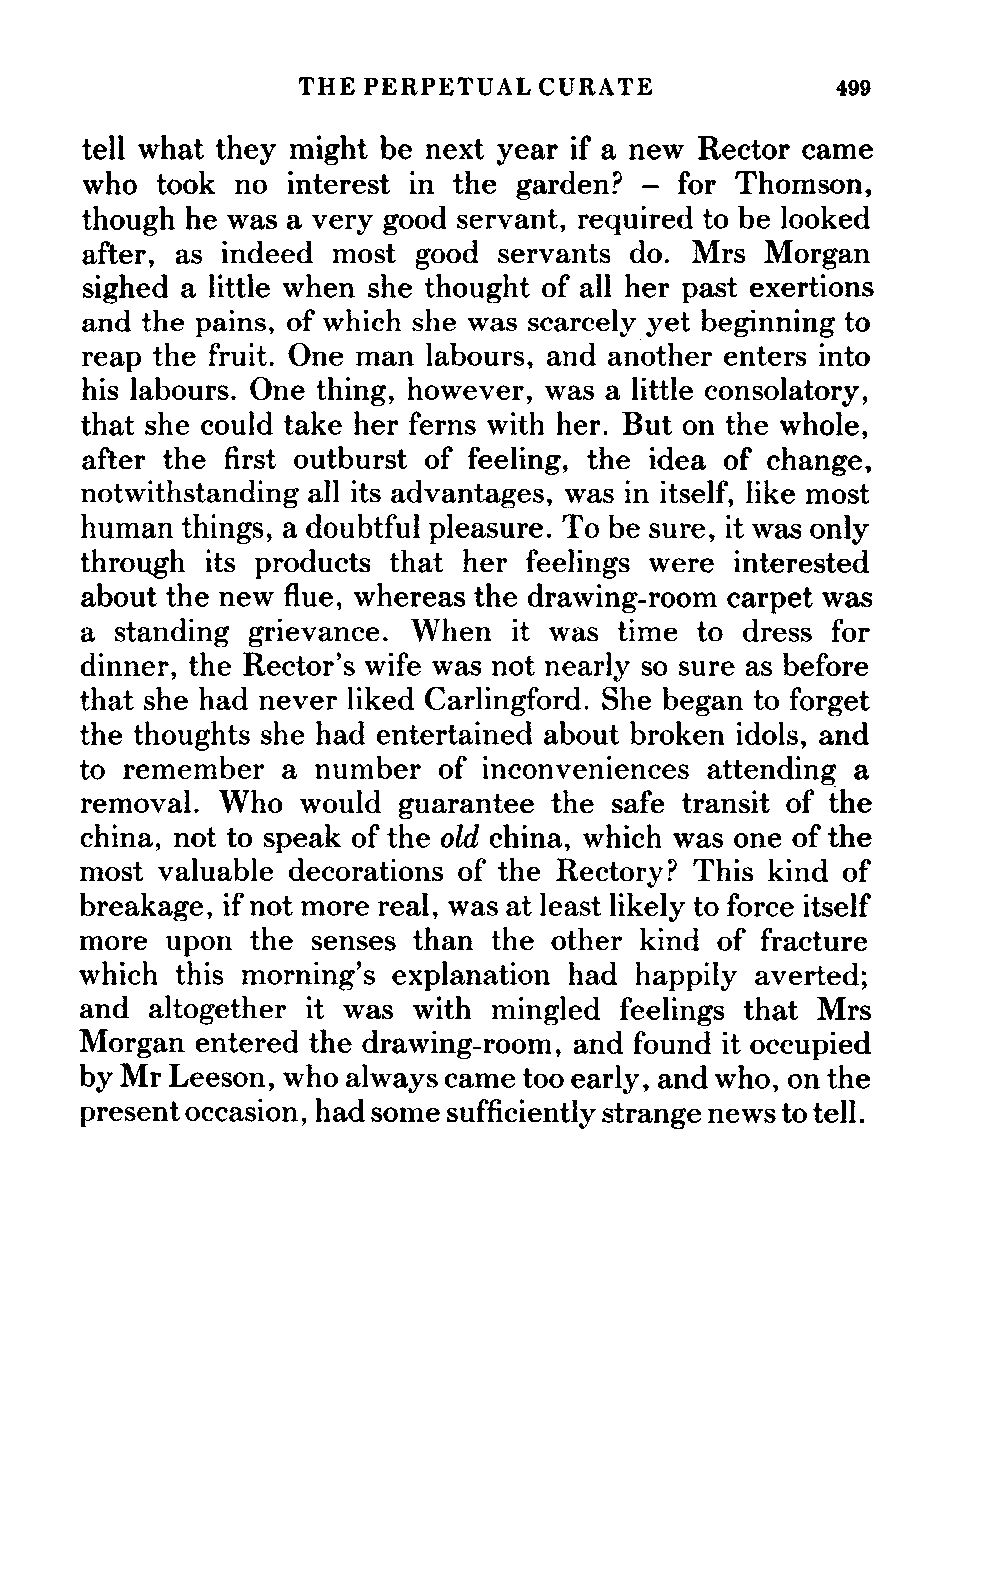 THE PERPETUAL CURATE 499
tell what they might be next year if a new Rector came
who took no interest in the garden? – for Thomson,
though he was a very good servant, required to be looked
after, as indeed most good servants do. Mrs Morgan
sighed a little when she thought of all her past exertions
and the pains, of which she was scarcely yet beginning to
reap the fruit. One man labours, and another enters into
his labours. One thing, however, was a little consolatory,
that she could take her ferns with her. But on the whole,
after the first outburst of feeling, the idea of change,
notwithstanding all its advantages, was in itself, like most
human things, a doubtful pleasure. To be sure, it was only
through its products that her feelings were interested
about the new flue, whereas the drawing-room carpet was
a standing grievance. When it was time to dress for
dinner, the Rector's wife was not nearly so sure as before
that she had never liked Carlingford. She began to forget
the thoughts she had entertained about broken idols, and
to remember a number of inconveniences attending a
removal. Who would guarantee the safe transit of the
china, not to speak of the old china, which was one of the
most valuable decorations of the Rectory? This kind of
breakage, if not more real, was at least likely to force itself
more upon the senses than the other kind of fracture
which this morning's explanation had happily averted;
and altogether it was with mingled feelings that Mrs
Morgan entered the drawing-room, and found it occupied
by Mr Leeson, who always came too early, and who, on the
present occasion, had some sufficiently strange news to tell.